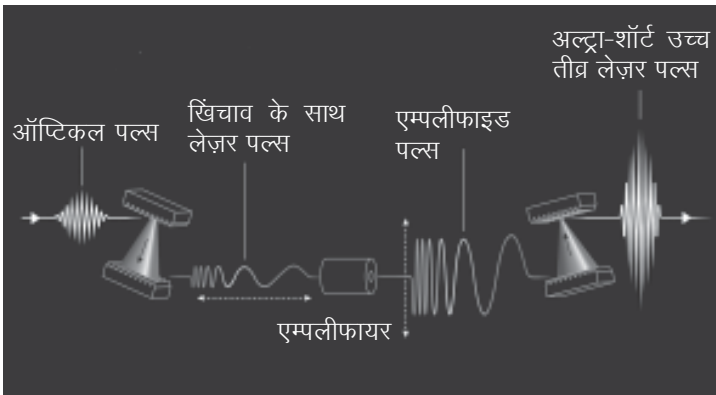 ऑप्टिकल पल्स
खिंचाव के साथ
लेज़र पल्स
एम्पलीफायर
एम्पलीफाइड
पल्स
अल्ट्रा-शॉर्ट उच्च
तीव्र लेज़र पल्स